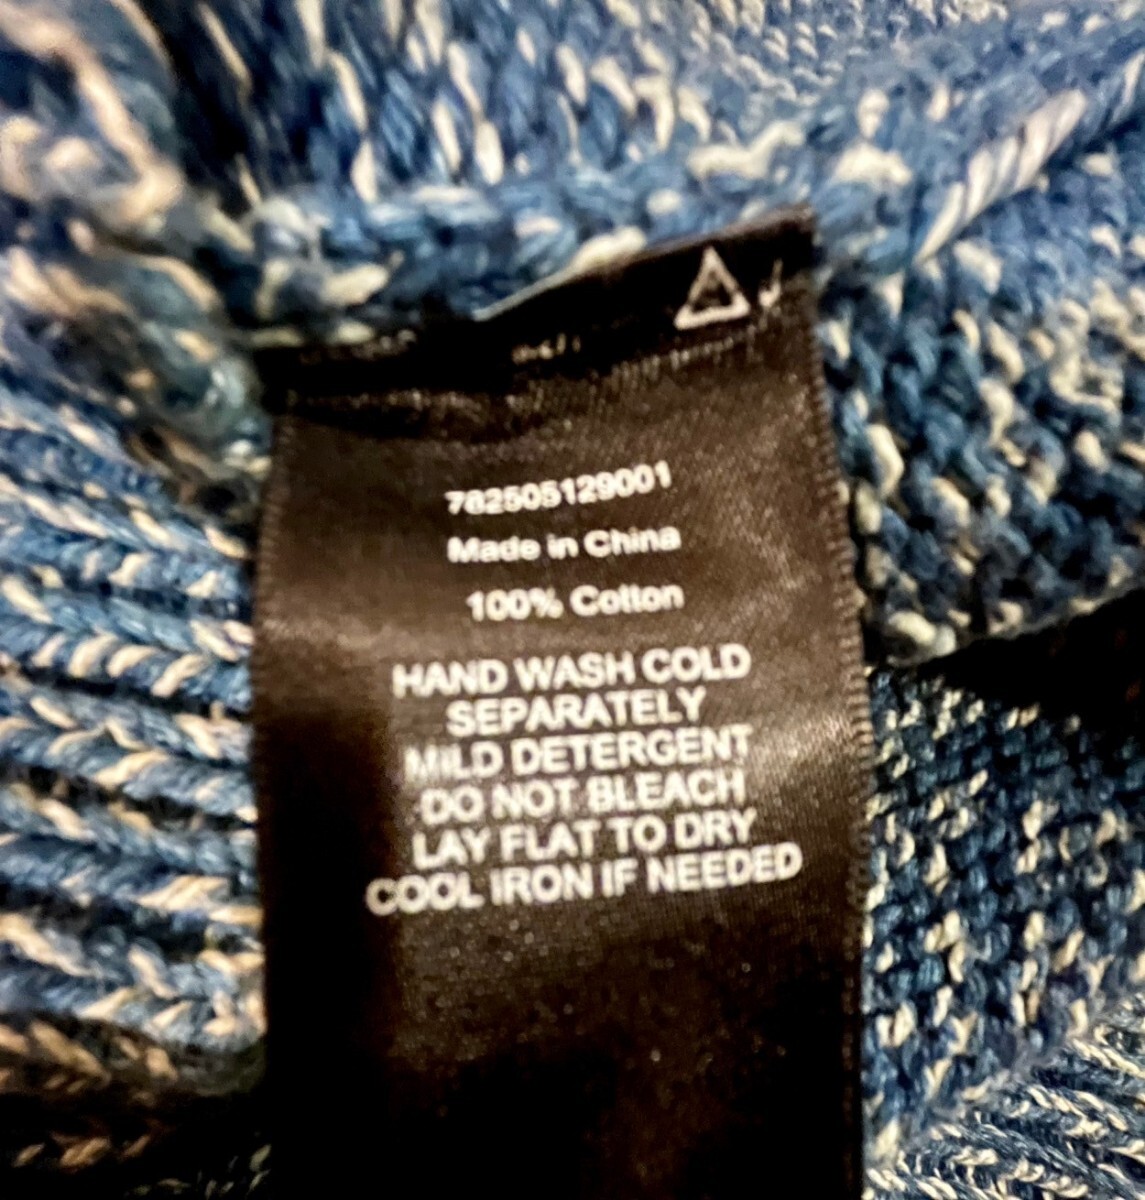 782505129001
Made in China
100% Cotton
HAND WASH COLD
SEPARATELY
MILD DETERGENT
DO NOT BLEACH
LAY FLAT TO DRY
COOL IRON IF NEEDED